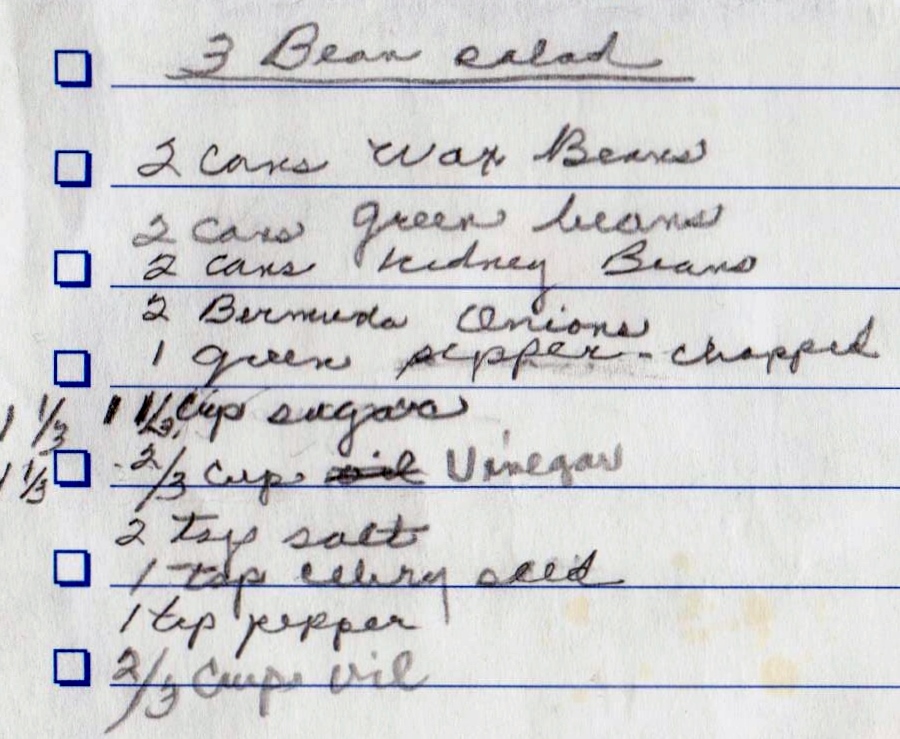 3 Bean salad
2 cans wax Beans
2 cans green beans
2 cans kidney Beans
2 Bermuda Onions
1 green pepper - chopped
1 1/3 1 1/3 cup sugar
1 1/3 2/3 cup oil Vinegar
2 tsp salt
1 tsp celery seed
1 tsp pepper
2/3 cup oil